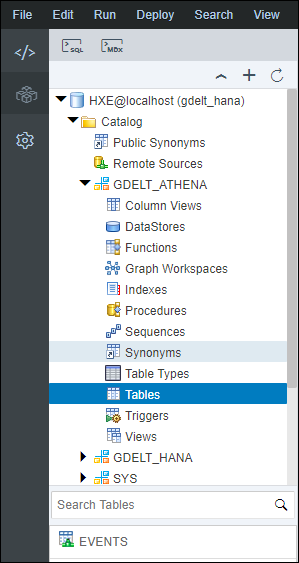 File Edit Run Deploy Search View
SQL MDX
HXE@localhost (gdelt_hana)
Catalog
Public Synonyms
Remote Sources
GDELT_ATHENA
Column Views
DataStores
Functions
Graph Workspaces
Indexes
Procedures
Sequences
Synonyms
Table Types
Tables
Triggers
Views
GDELT_HANA
SYS
Search Tables
EVENTS